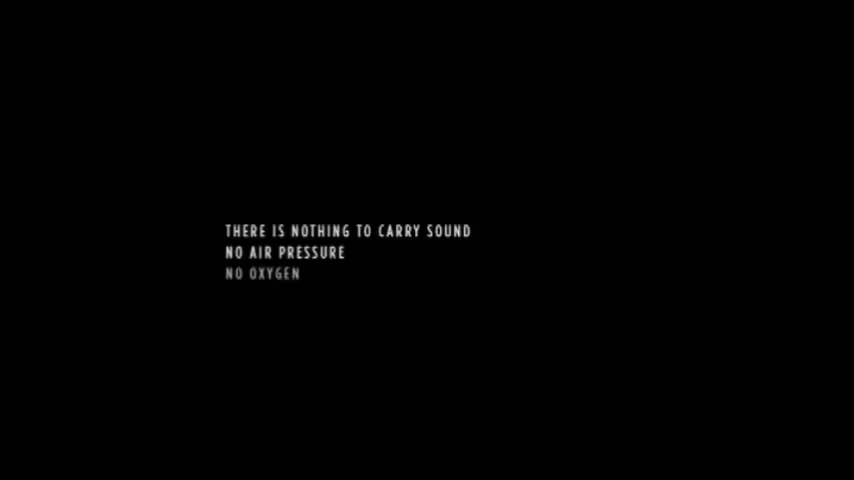 THERE IS NOTHING TO CARRY SOUND
NO AIR PRESSURE
NO OXYGEN